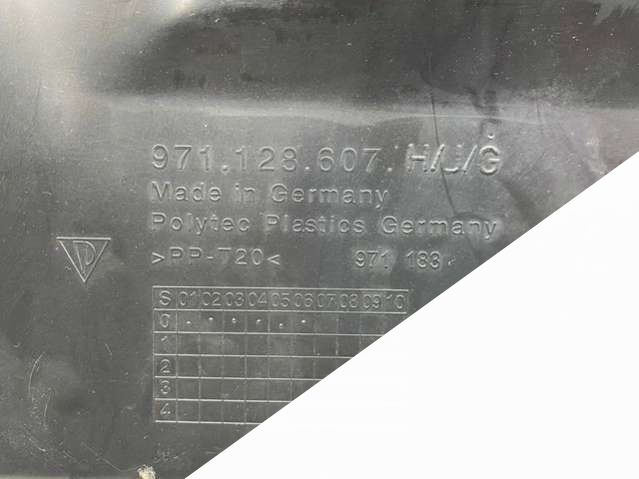 971.128.607. H/J/G
Made in Germany
Polytec Plastics Germany
>PP-T20< 971 183
S 01 02 03 04 05 06 07 08 09 10
0
1
2
3
4